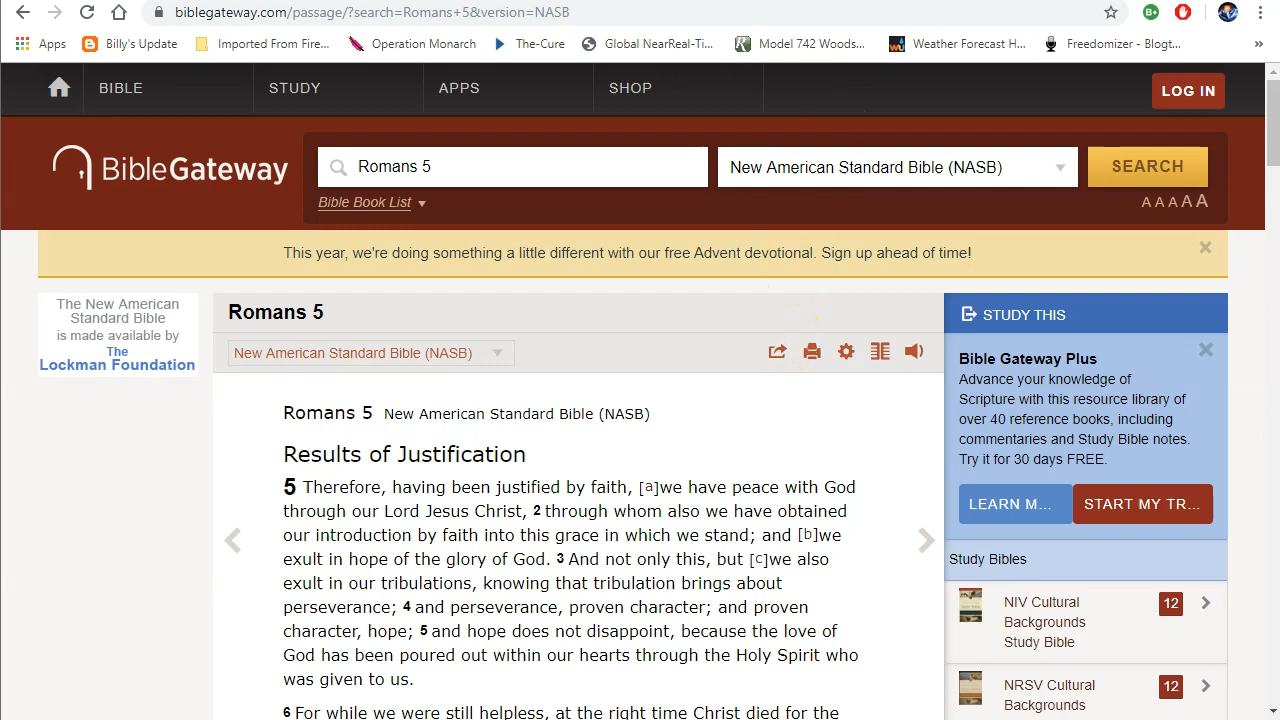 biblegateway.com/passage/?search=Romans+5&version=NASB
Apps
Billy's Update
Imported From Fire...
Operation Monarch
The-Cure
Global NearReal-Ti...
Model 742 Woods...
Weather Forecast H...
Freedomizer - Blogt...
»
BIBLE
STUDY
APPS
SHOP
LOG IN
BibleGateway
Romans 5
New American Standard Bible (NASB)
SEARCH
Bible Book List
A A A A A
This year, we're doing something a little different with our free Advent devotional. Sign up ahead of time!
The New American
Standard Bible
is made available by
The
Lockman Foundation
Romans 5
New American Standard Bible (NASB)
Romans 5 New American Standard Bible (NASB)
Results of Justification
5 Therefore, having been justified by faith, [a]we have peace with God
through our Lord Jesus Christ, 2 through whom also we have obtained
our introduction by faith into this grace in which we stand; and [b]we
exult in hope of the glory of God. 3 And not only this, but [c]we also
exult in our tribulations, knowing that tribulation brings about
perseverance; 4 and perseverance, proven character; and proven
character, hope; 5 and hope does not disappoint, because the love of
God has been poured out within our hearts through the Holy Spirit who
was given to us.
6 For while we were still helpless, at the right time Christ died for the
STUDY THIS
Bible Gateway Plus
Advance your knowledge of
Scripture with this resource library of
over 40 reference books, including
commentaries and Study Bible notes.
Try it for 30 days FREE.
LEARN M...
START MY TR...
Study Bibles
NIV Cultural
Backgrounds
Study Bible
12
NRSV Cultural
Backgrounds
12